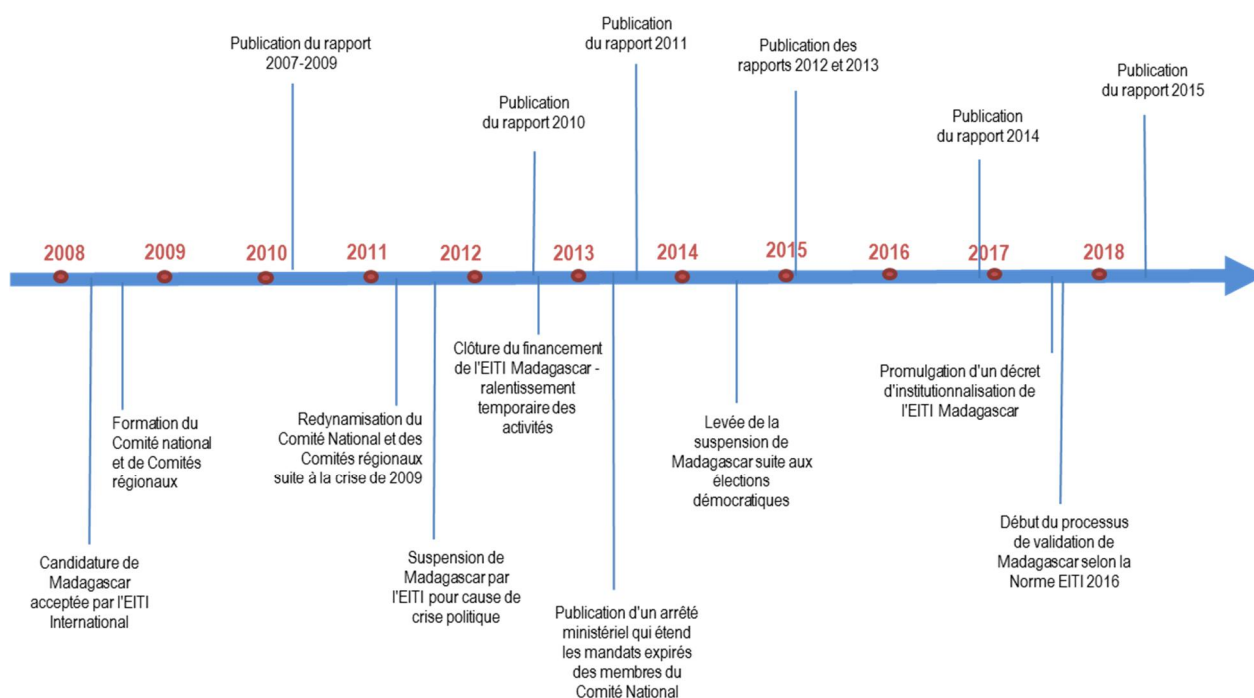 Publication du rapport
2007-2009
Publication
du rapport 2010
Publication
du rapport 2011
Publication des
rapports 2012 et 2013
Publication
du rapport 2014
Publication
du rapport 2015
2008
2009
2010
2011
2012
2013
2014
2015
2016
2017
2018
Candidature de
Madagascar
acceptée par l'EITI
International
Formation du
Comité national
et de Comités
régionaux
Redynamisation du
Comité National et des
Comités régionaux
suite à la crise de 2009
Suspension de
Madagascar par
l'EITI pour cause de
crise politique
Clôture du financement
de l'EITI Madagascar -
ralentissement
temporaire des
activités
Publication d'un arrêté
ministériel qui étend
les mandats expirés
des membres du
Comité National
Levée de la
suspension de
Madagascar suite aux
élections
démocratiques
Promulgation d'un décret
d'institutionnalisation de
l'EITI Madagascar
Début du processus
de validation de
Madagascar selon la
Norme EITI 2016